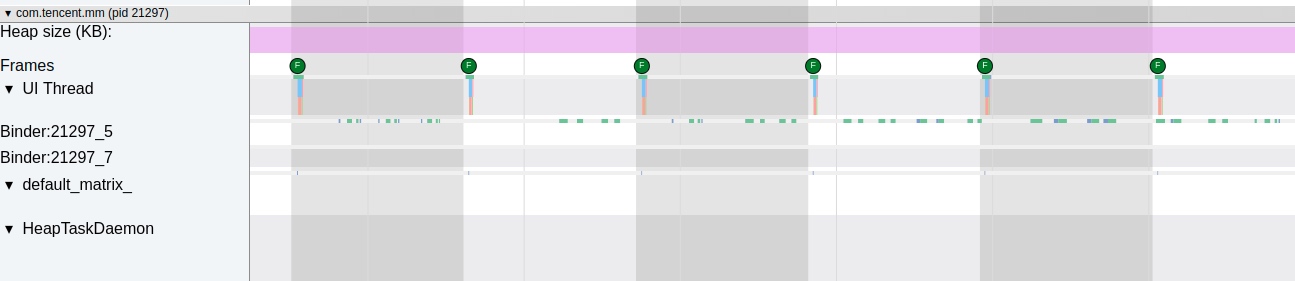 ▼ com.tencent.mm (pid 21297)
Heap size (KB):
Frames
F F F F F F
▼ UI Thread
Binder:21297_5
Binder:21297_7
▼ default_matrix_
▼ HeapTaskDaemon